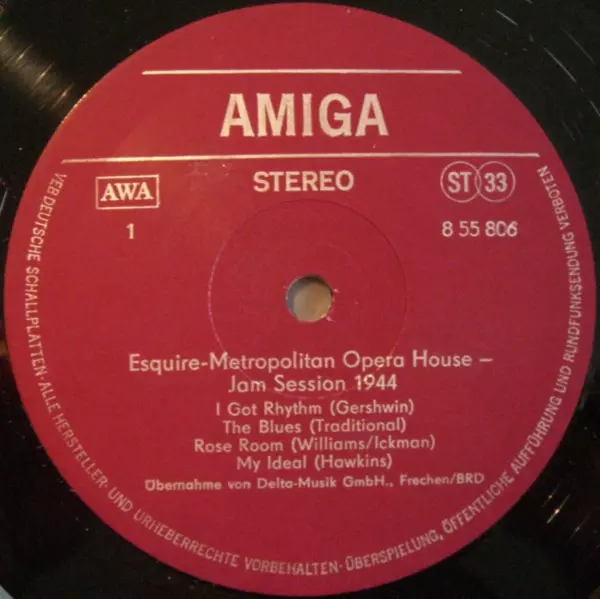 AMIGA
AWA
STEREO
ST 33
1
8 55 806
Esquire-Metropolitan Opera House –
Jam Session 1944
I Got Rhythm (Gershwin)
The Blues (Traditional)
Rose Room (Williams/Ickman)
My Ideal (Hawkins)
Übernahme von Delta-Musik GmbH., Frechen/BRD
VEB DEUTSCHE SCHALLPLATTEN·ALLE HERSTELLER- UND URHEBERRECHTE VORBEHALTEN·ÜBERSPIELUNG, ÖFFENTLICHE AUFFÜHRUNG UND RUNDFUNKSENDUNG VERBOTEN